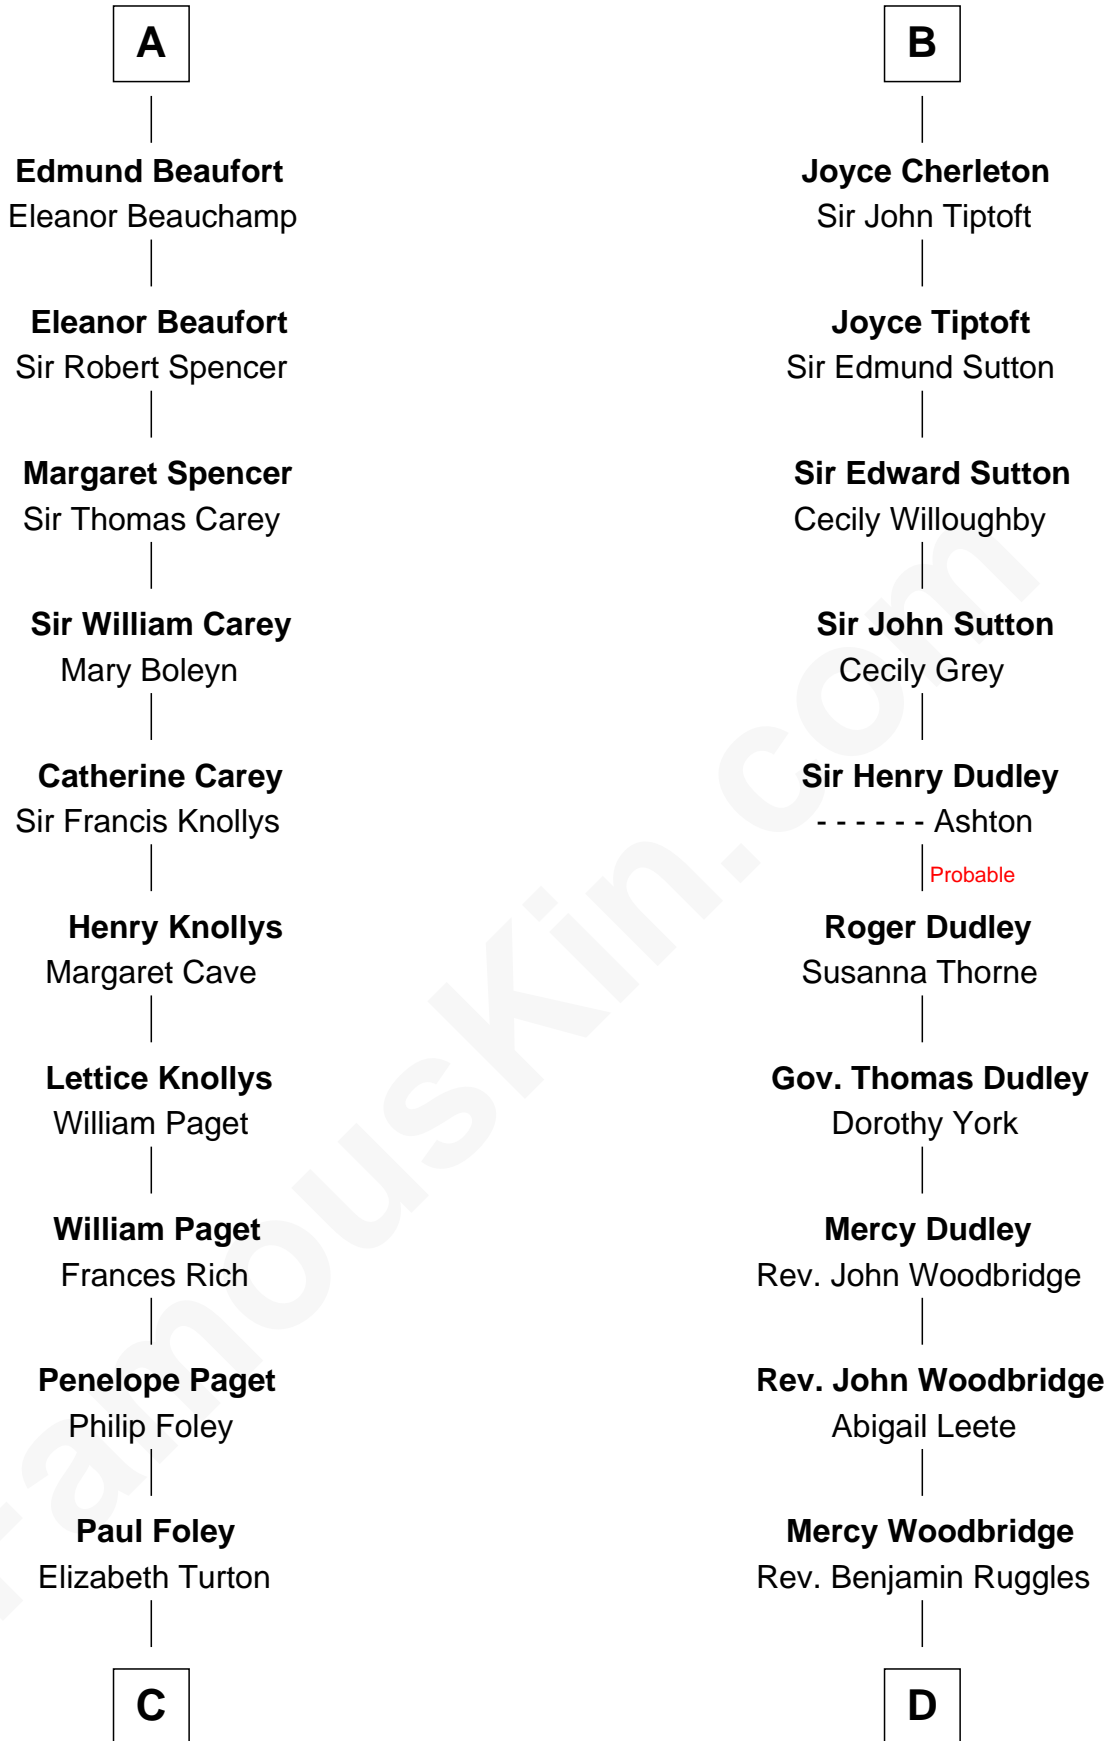 A
Edmund Beaufort
Eleanor Beauchamp
Eleanor Beaufort
Sir Robert Spencer
Margaret Spencer
Sir Thomas Carey
Sir William Carey
Mary Boleyn
Catherine Carey
Sir Francis Knollys
Henry Knollys
Margaret Cave
Lettice Knollys
William Paget
William Paget
Frances Rich
Penelope Paget
Philip Foley
Paul Foley
Elizabeth Turton
C
B
Joyce Cherleton
Sir John Tiptoft
Joyce Tiptoft
Sir Edmund Sutton
Sir Edward Sutton
Cecily Willoughby
Sir John Sutton
Cecily Grey
Sir Henry Dudley
- - - - - - Ashton
Probable
Roger Dudley
Susanna Thorne
Gov. Thomas Dudley
Dorothy York
Mercy Dudley
Rev. John Woodbridge
Rev. John Woodbridge
Abigail Leete
Mercy Woodbridge
Rev. Benjamin Ruggles
D
FamousKin.com